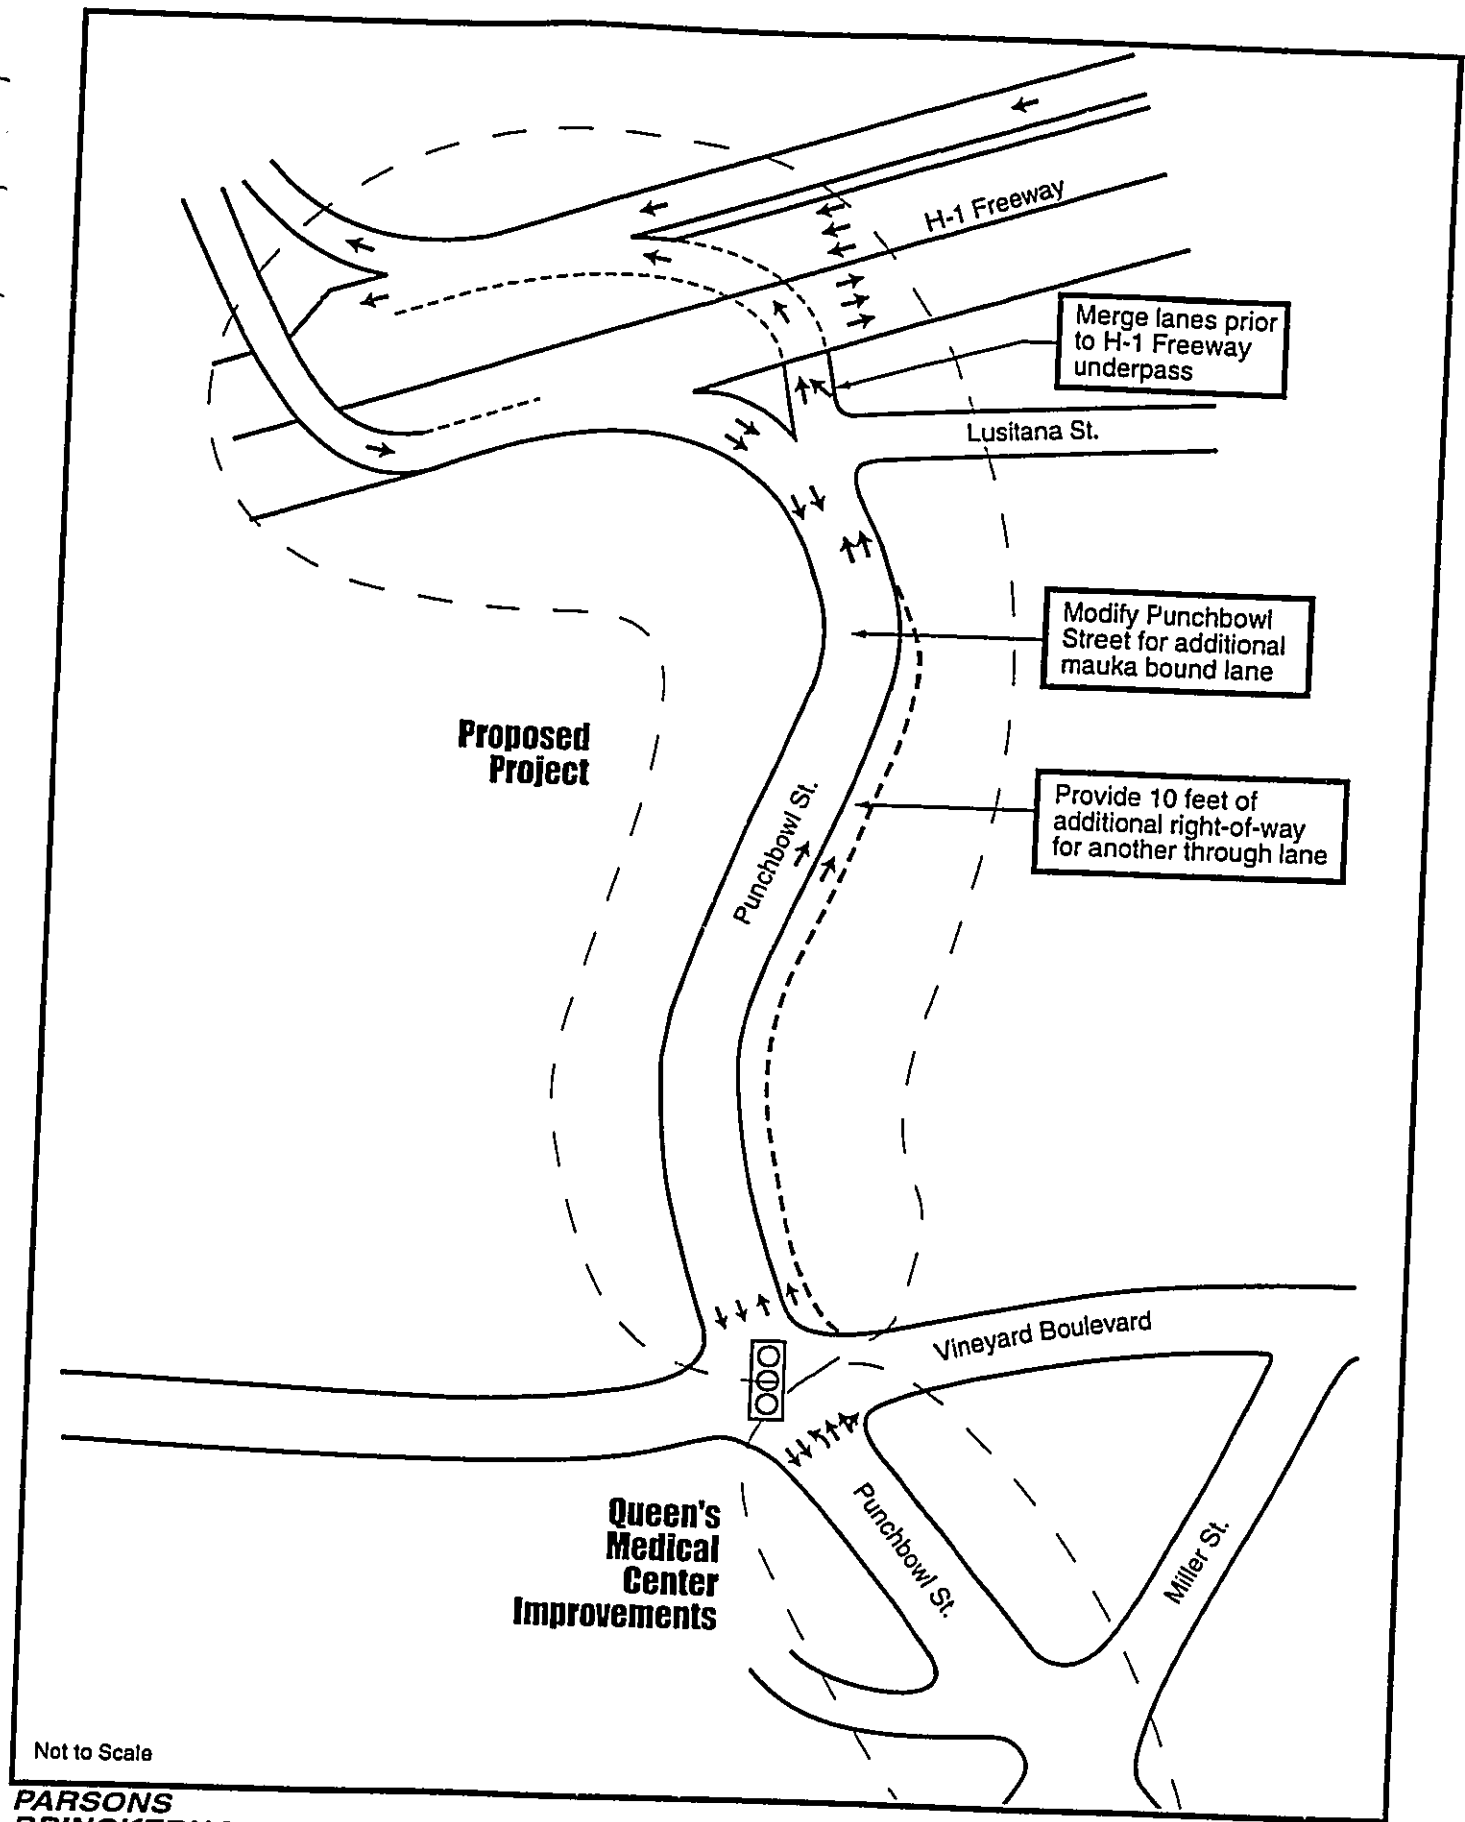 H-1 Freeway
Merge lanes prior
to H-1 Freeway
underpass
Lusitana St.
Modify Punchbowl
Street for additional
mauka bound lane
Proposed
Project
Provide 10 feet of
additional right-of-way
for another through lane
Punchbowl St.
Vineyard Boulevard
Queen's
Medical
Center
Improvements
Punchbowl St.
Miller St.
Not to Scale
PARSONS